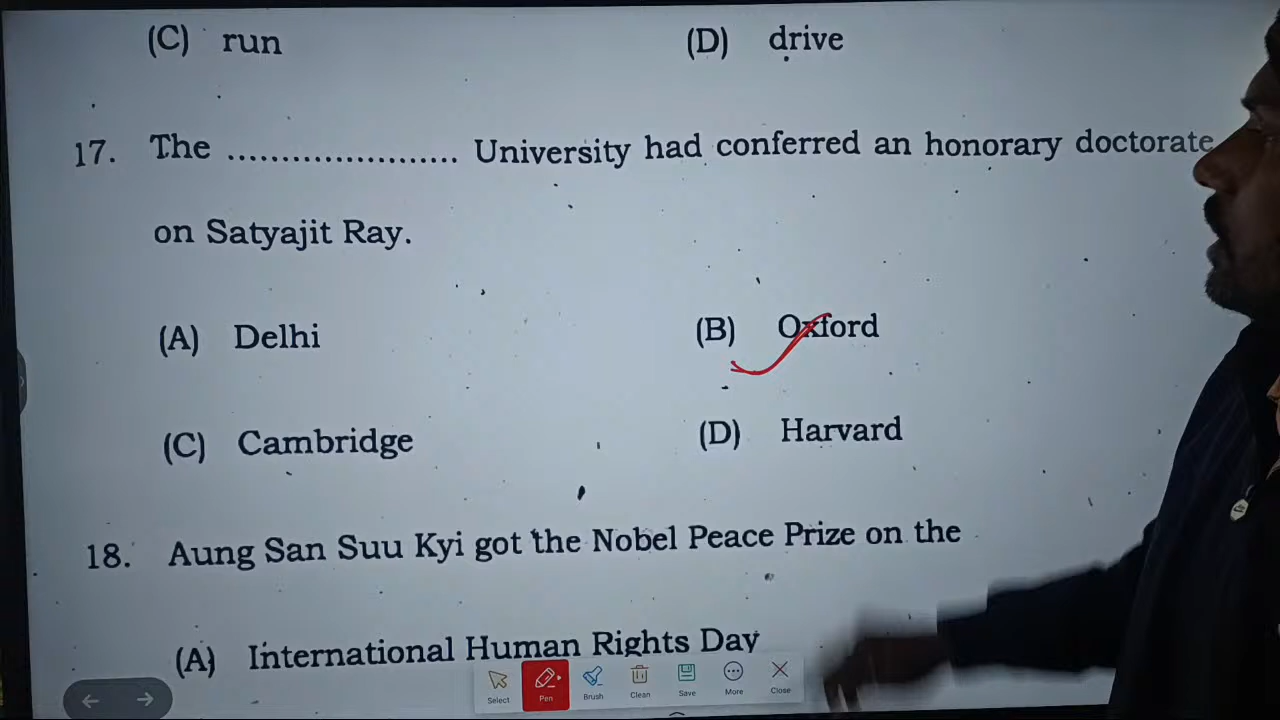 (C) run (D) drive
17. The ...................... University had conferred an honorary doctorate
on Satyajit Ray.
(A) Delhi (B) Oxford
(C) Cambridge (D) Harvard
18. Aung San Suu Kyi got the Nobel Peace Prize on the
(A) International Human Rights Day
Select Pen Brush Clean Save More Close